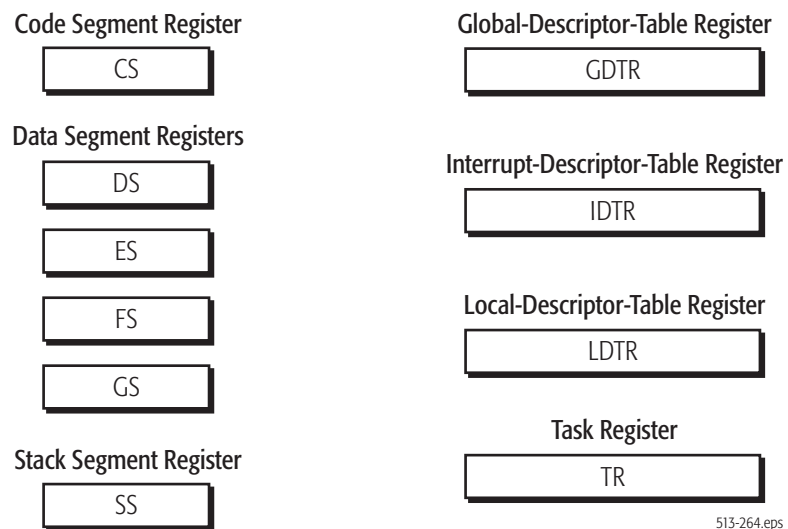 Code Segment Register
CS
Data Segment Registers
DS
ES
FS
GS
Stack Segment Register
SS
Global-Descriptor-Table Register
GDTR
Interrupt-Descriptor-Table Register
IDTR
Local-Descriptor-Table Register
LDTR
Task Register
TR
513-264.eps